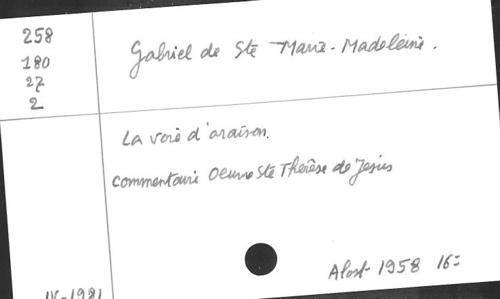 258
180
27
2
Gabriel de Ste Marie-Madeleine.
La voie d'oraison.
Commentaire Oeuvre Ste Thérèse de Jesus
Alost 1958 16=
IV-1981